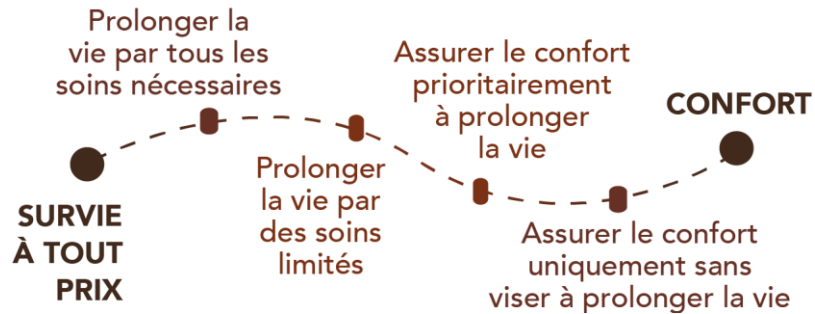 Prolonger la
vie par tous les
soins nécessaires
Assurer le confort
prioritairement
à prolonger
la vie
CONFORT
SURVIE
À TOUT
PRIX
Prolonger
la vie par
des soins
limités
Assurer le confort
uniquement sans
viser à prolonger la vie